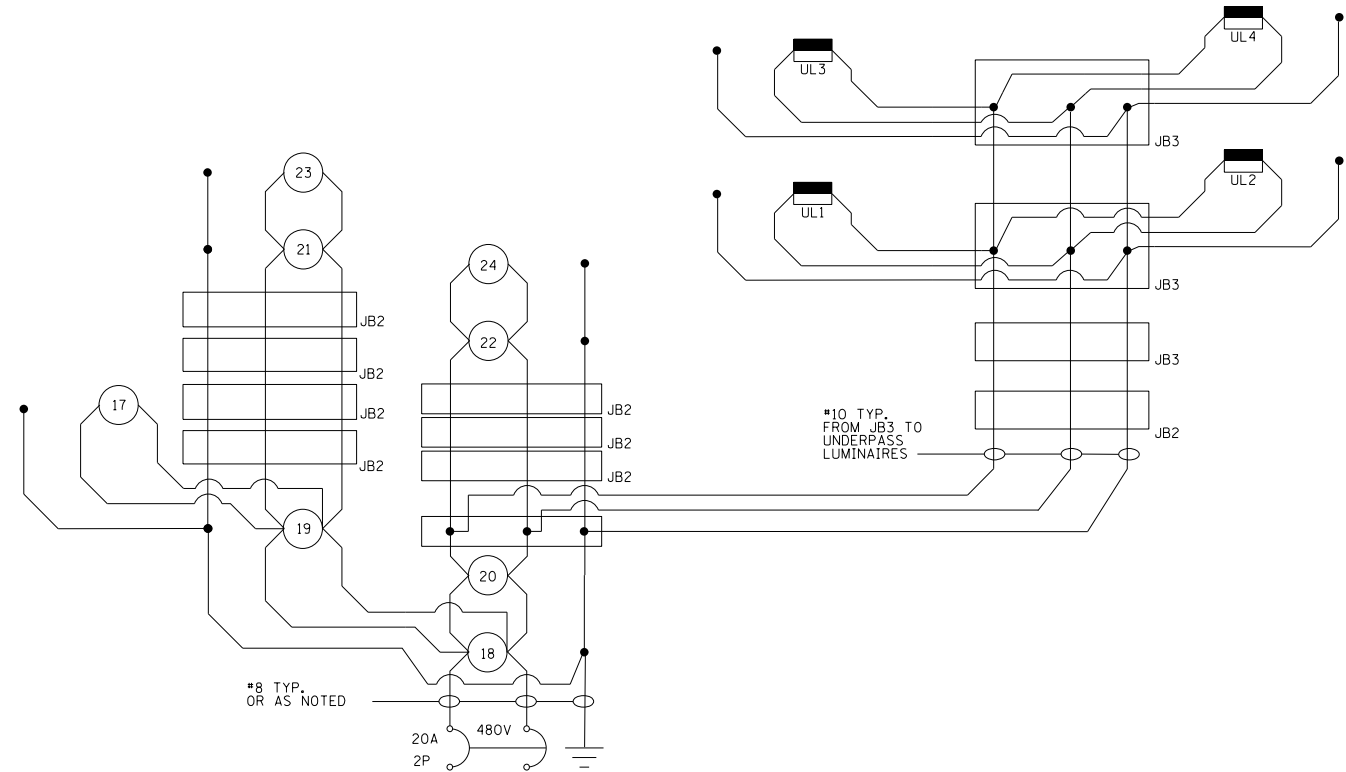 UL4
UL3
JB3
UL2
UL1
JB3
JB3
JB2
#10 TYP.
FROM JB3 TO
UNDERPASS
LUMINAIRES
23
21
24
22
JB2
JB2
JB2
JB2
17
JB2
JB2
JB2
19
20
18
#8 TYP.
OR AS NOTED
20A
2P
480V